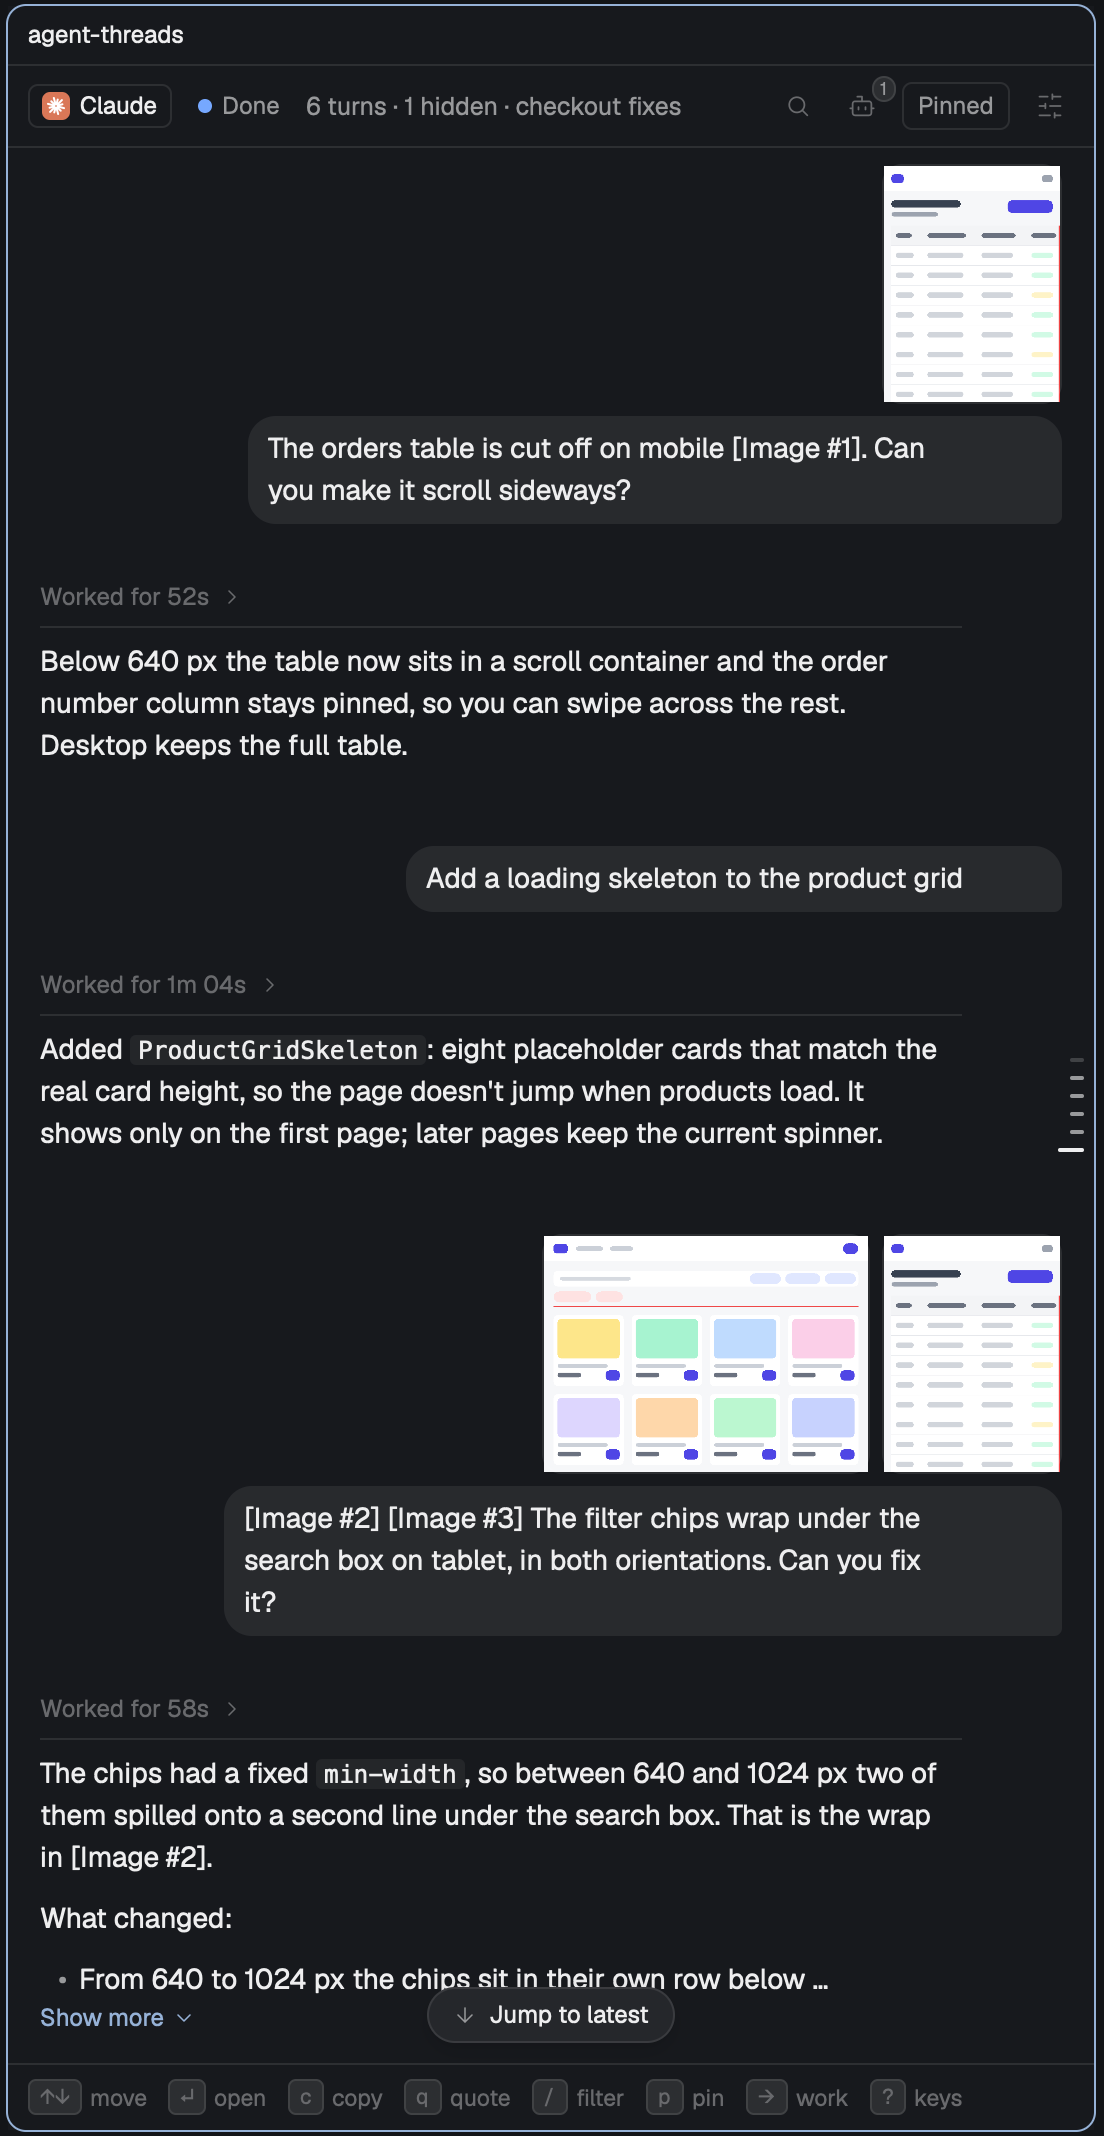 agent-threads
Claude
Done
6 turns · 1 hidden · checkout fixes
1
Pinned
The orders table is cut off on mobile [Image #1]. Can
you make it scroll sideways?
Worked for 52s
Below 640 px the table now sits in a scroll container and the order
number column stays pinned, so you can swipe across the rest.
Desktop keeps the full table.
Add a loading skeleton to the product grid
Worked for 1m 04s
Added ProductGridSkeleton: eight placeholder cards that match the
real card height, so the page doesn't jump when products load. It
shows only on the first page; later pages keep the current spinner.
[Image #2] [Image #3] The filter chips wrap under the
search box on tablet, in both orientations. Can you fix
it?
Worked for 58s
The chips had a fixed min-width, so between 640 and 1024 px two of
them spilled onto a second line under the search box. That is the wrap
in [Image #2].
What changed:
• From 640 to 1024 px the chips sit in their own row below ...
Show more
↓ Jump to latest
↑↓ move ↵ open c copy q quote / filter p pin → work ? keys